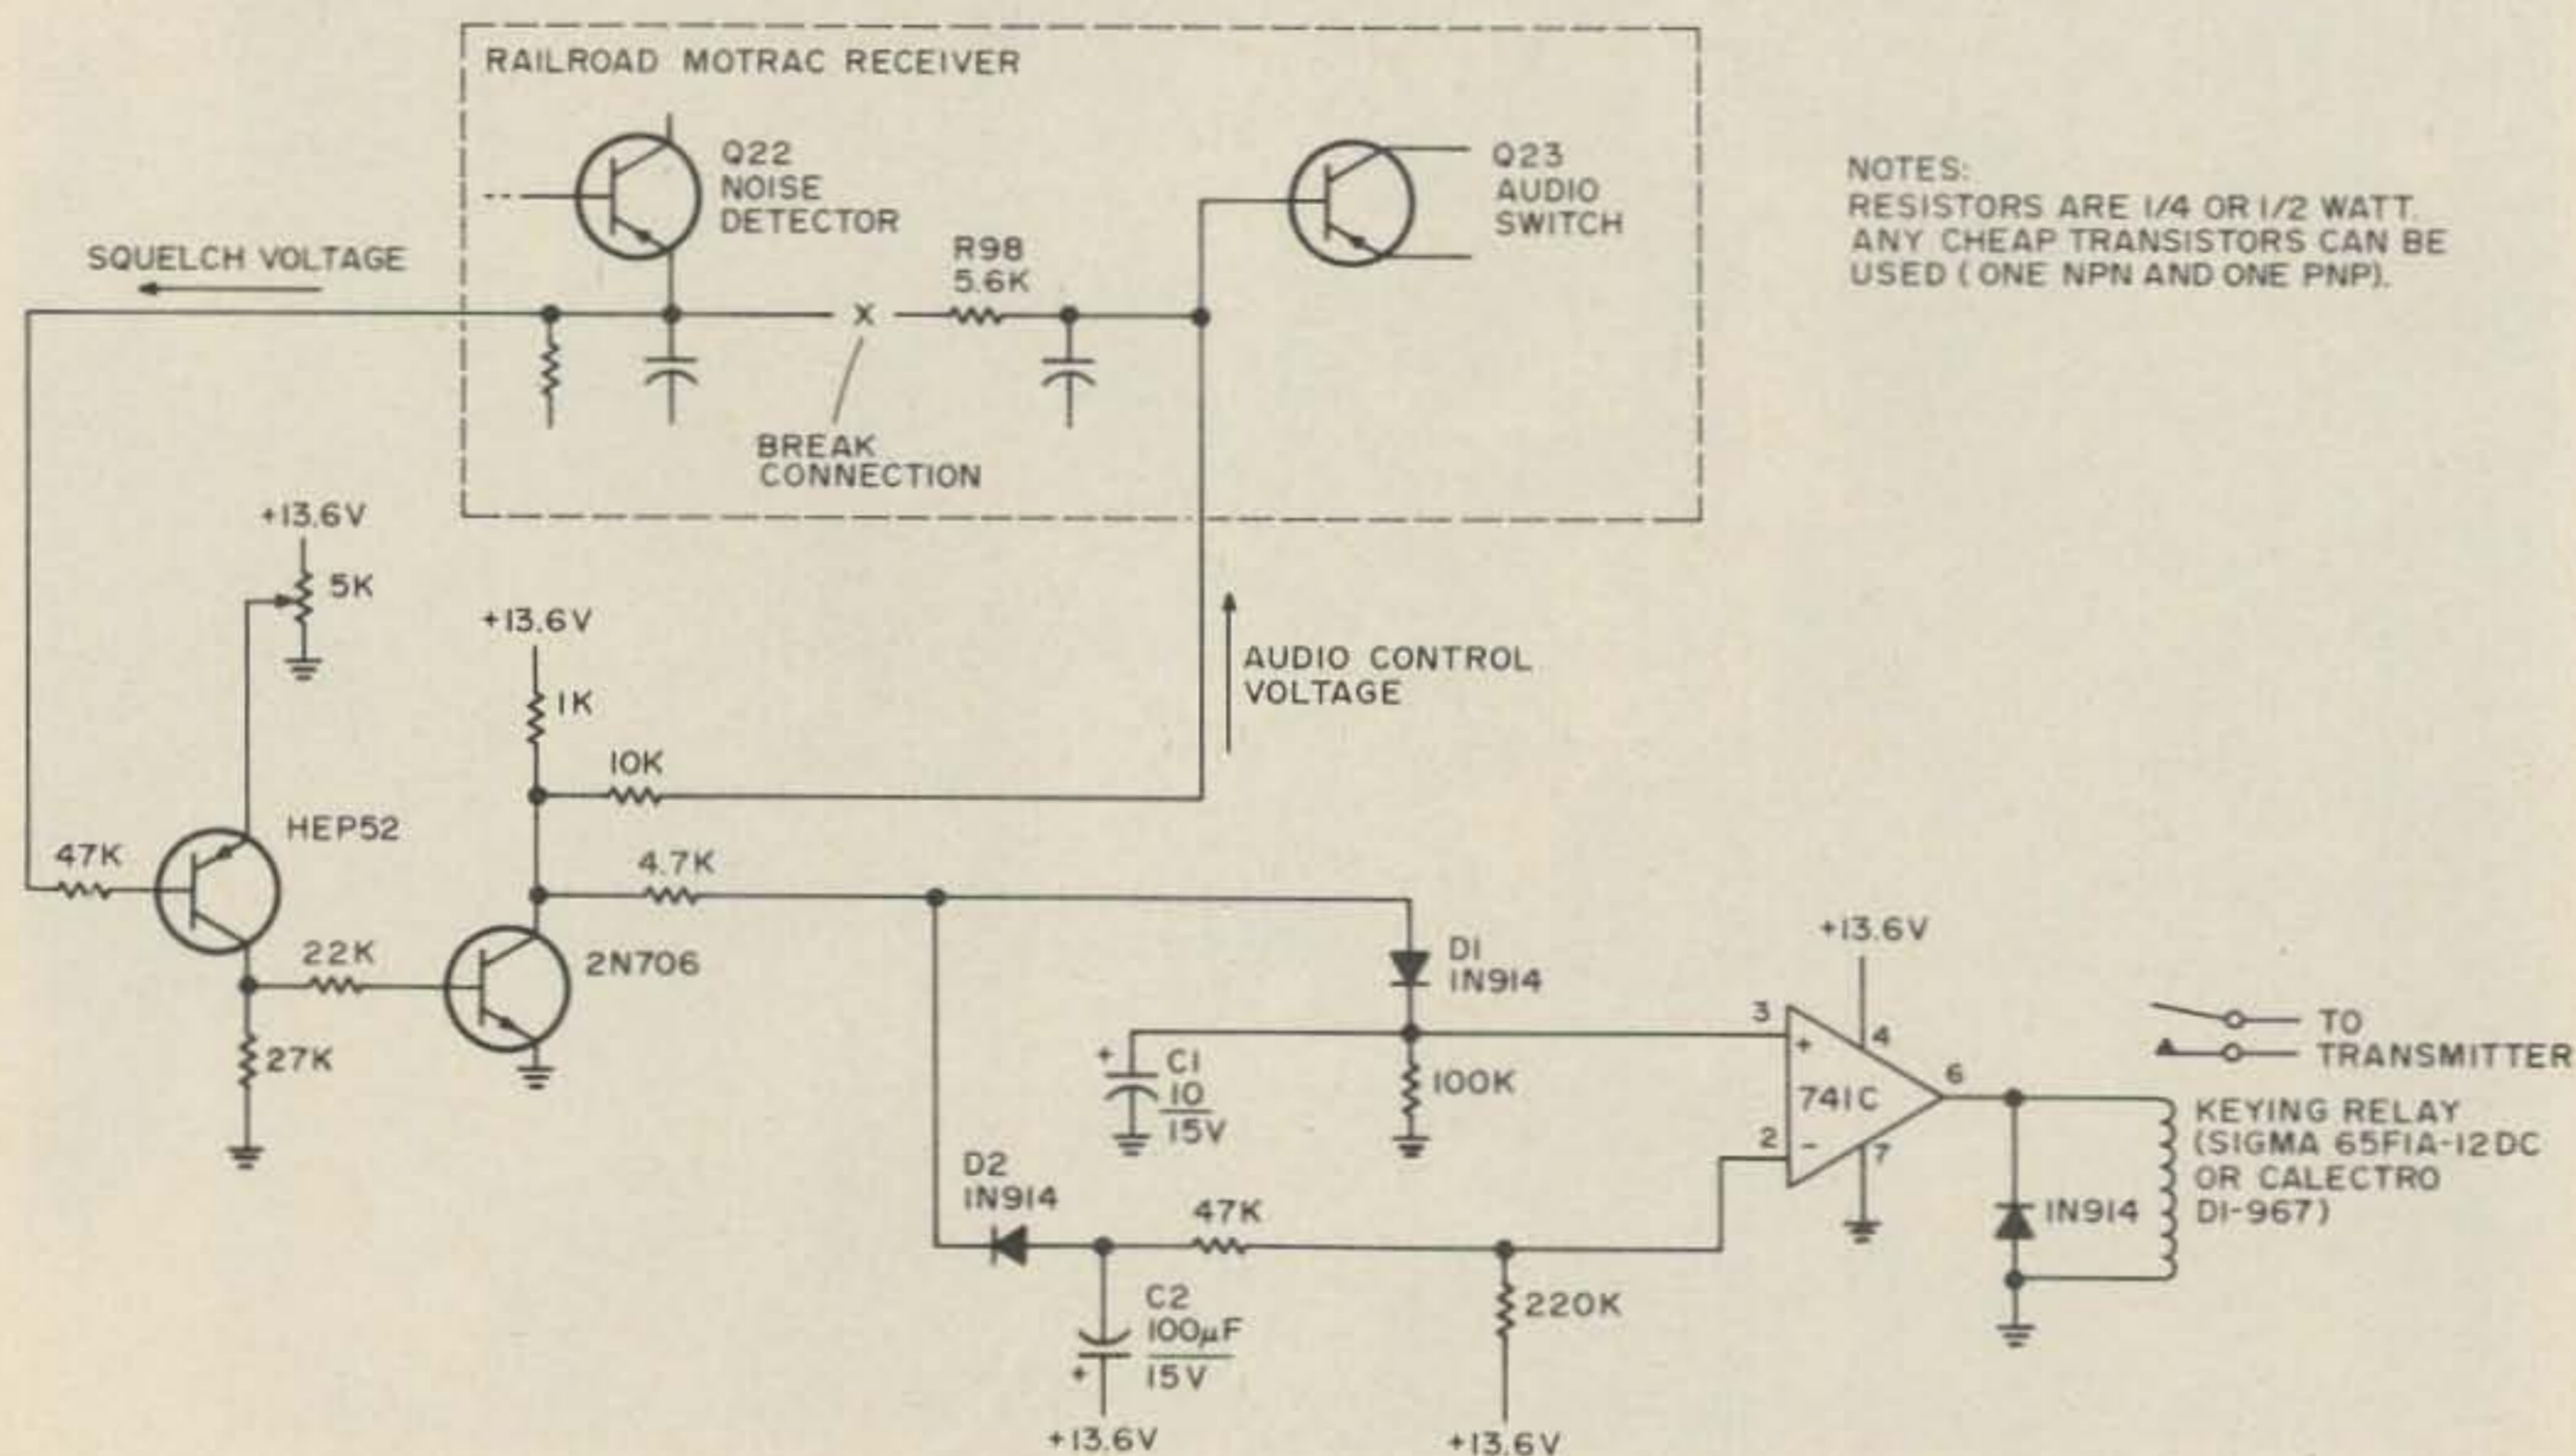 RAILROAD MOTRAC RECEIVER
Q22
NOISE
DETECTOR
Q23
AUDIO
SWITCH
NOTES:
RESISTORS ARE 1/4 OR 1/2 WATT.
ANY CHEAP TRANSISTORS CAN BE
USED (ONE NPN AND ONE PNP).
SQUELCH VOLTAGE
R98
5.6K
X
BREAK
CONNECTION
+13.6V
5K
+13.6V
1K
AUDIO CONTROL
VOLTAGE
10K
HEP52
47K
4.7K
22K
2N706
27K
D1
1N914
+13.6V
3
+
4
741C
6
2
-
7
TO
TRANSMITTER
+
C1
10
15V
100K
KEYING RELAY
(SIGMA 65F1A-12DC
OR CALECTRO
D1-967)
D2
1N914
47K
1N914
C2
100µF
15V
+
220K
+13.6V
+13.6V